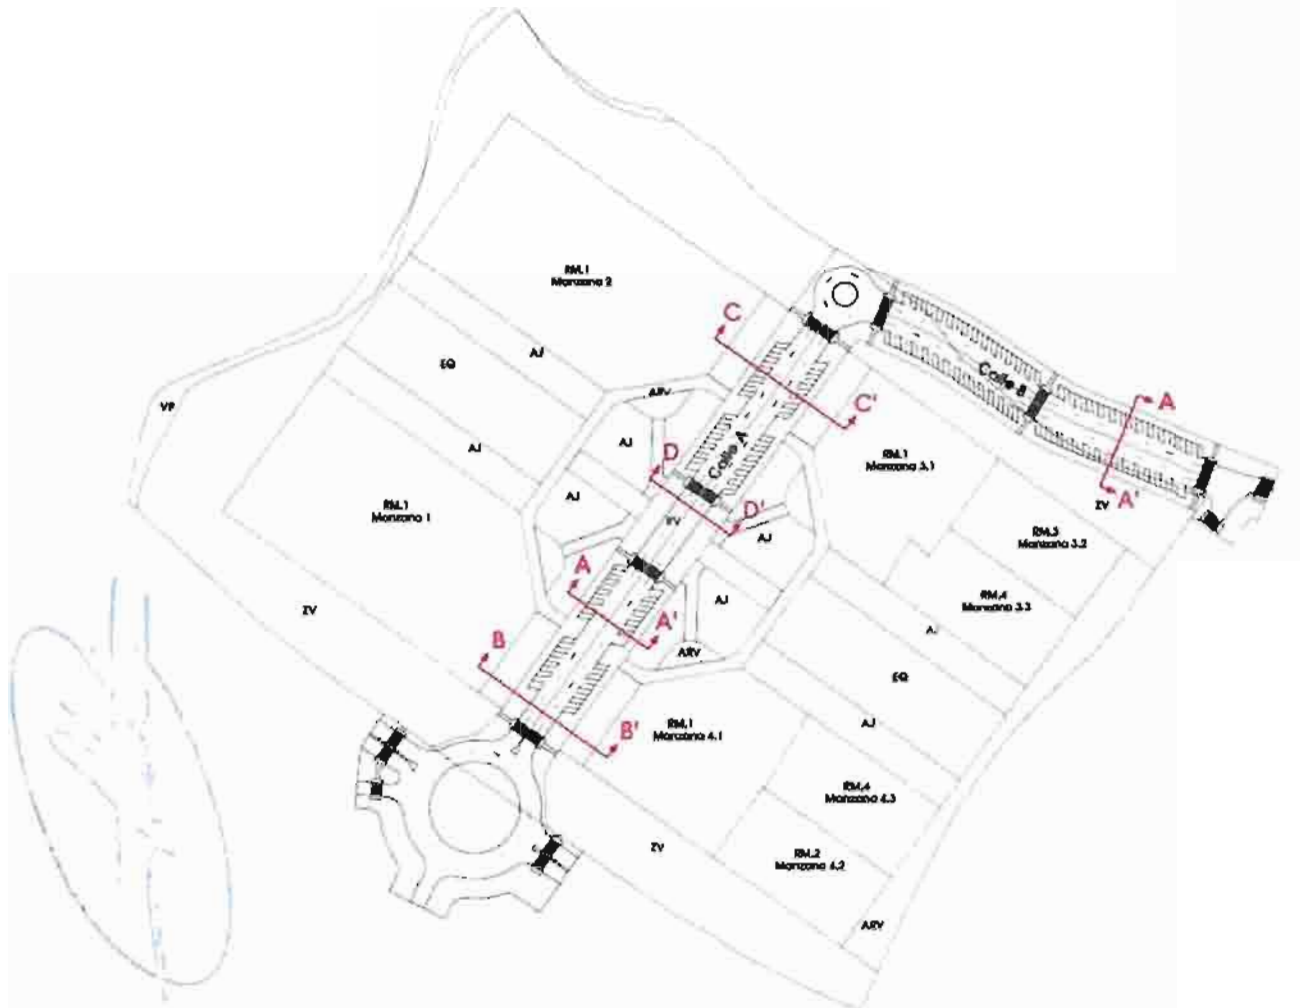 RM.1
Manzana 2
C
Calle B
AJ
EQ
A
ARV
C'
VP
Calle A
AJ
AJ
D
RM.1
Manzana 3.1
A'
ZV
AJ
D'
RM.1
Manzana 1
AJ
RM.3
Manzana 3.2
A
AJ
RM.4
Manzana 3.3
ZV
A'
AJ
ARV
B
EQ
B'
RM.1
Manzana 4.1
AJ
RM.4
Manzana 4.3
ZV
RM.2
Manzana 4.2
ARV